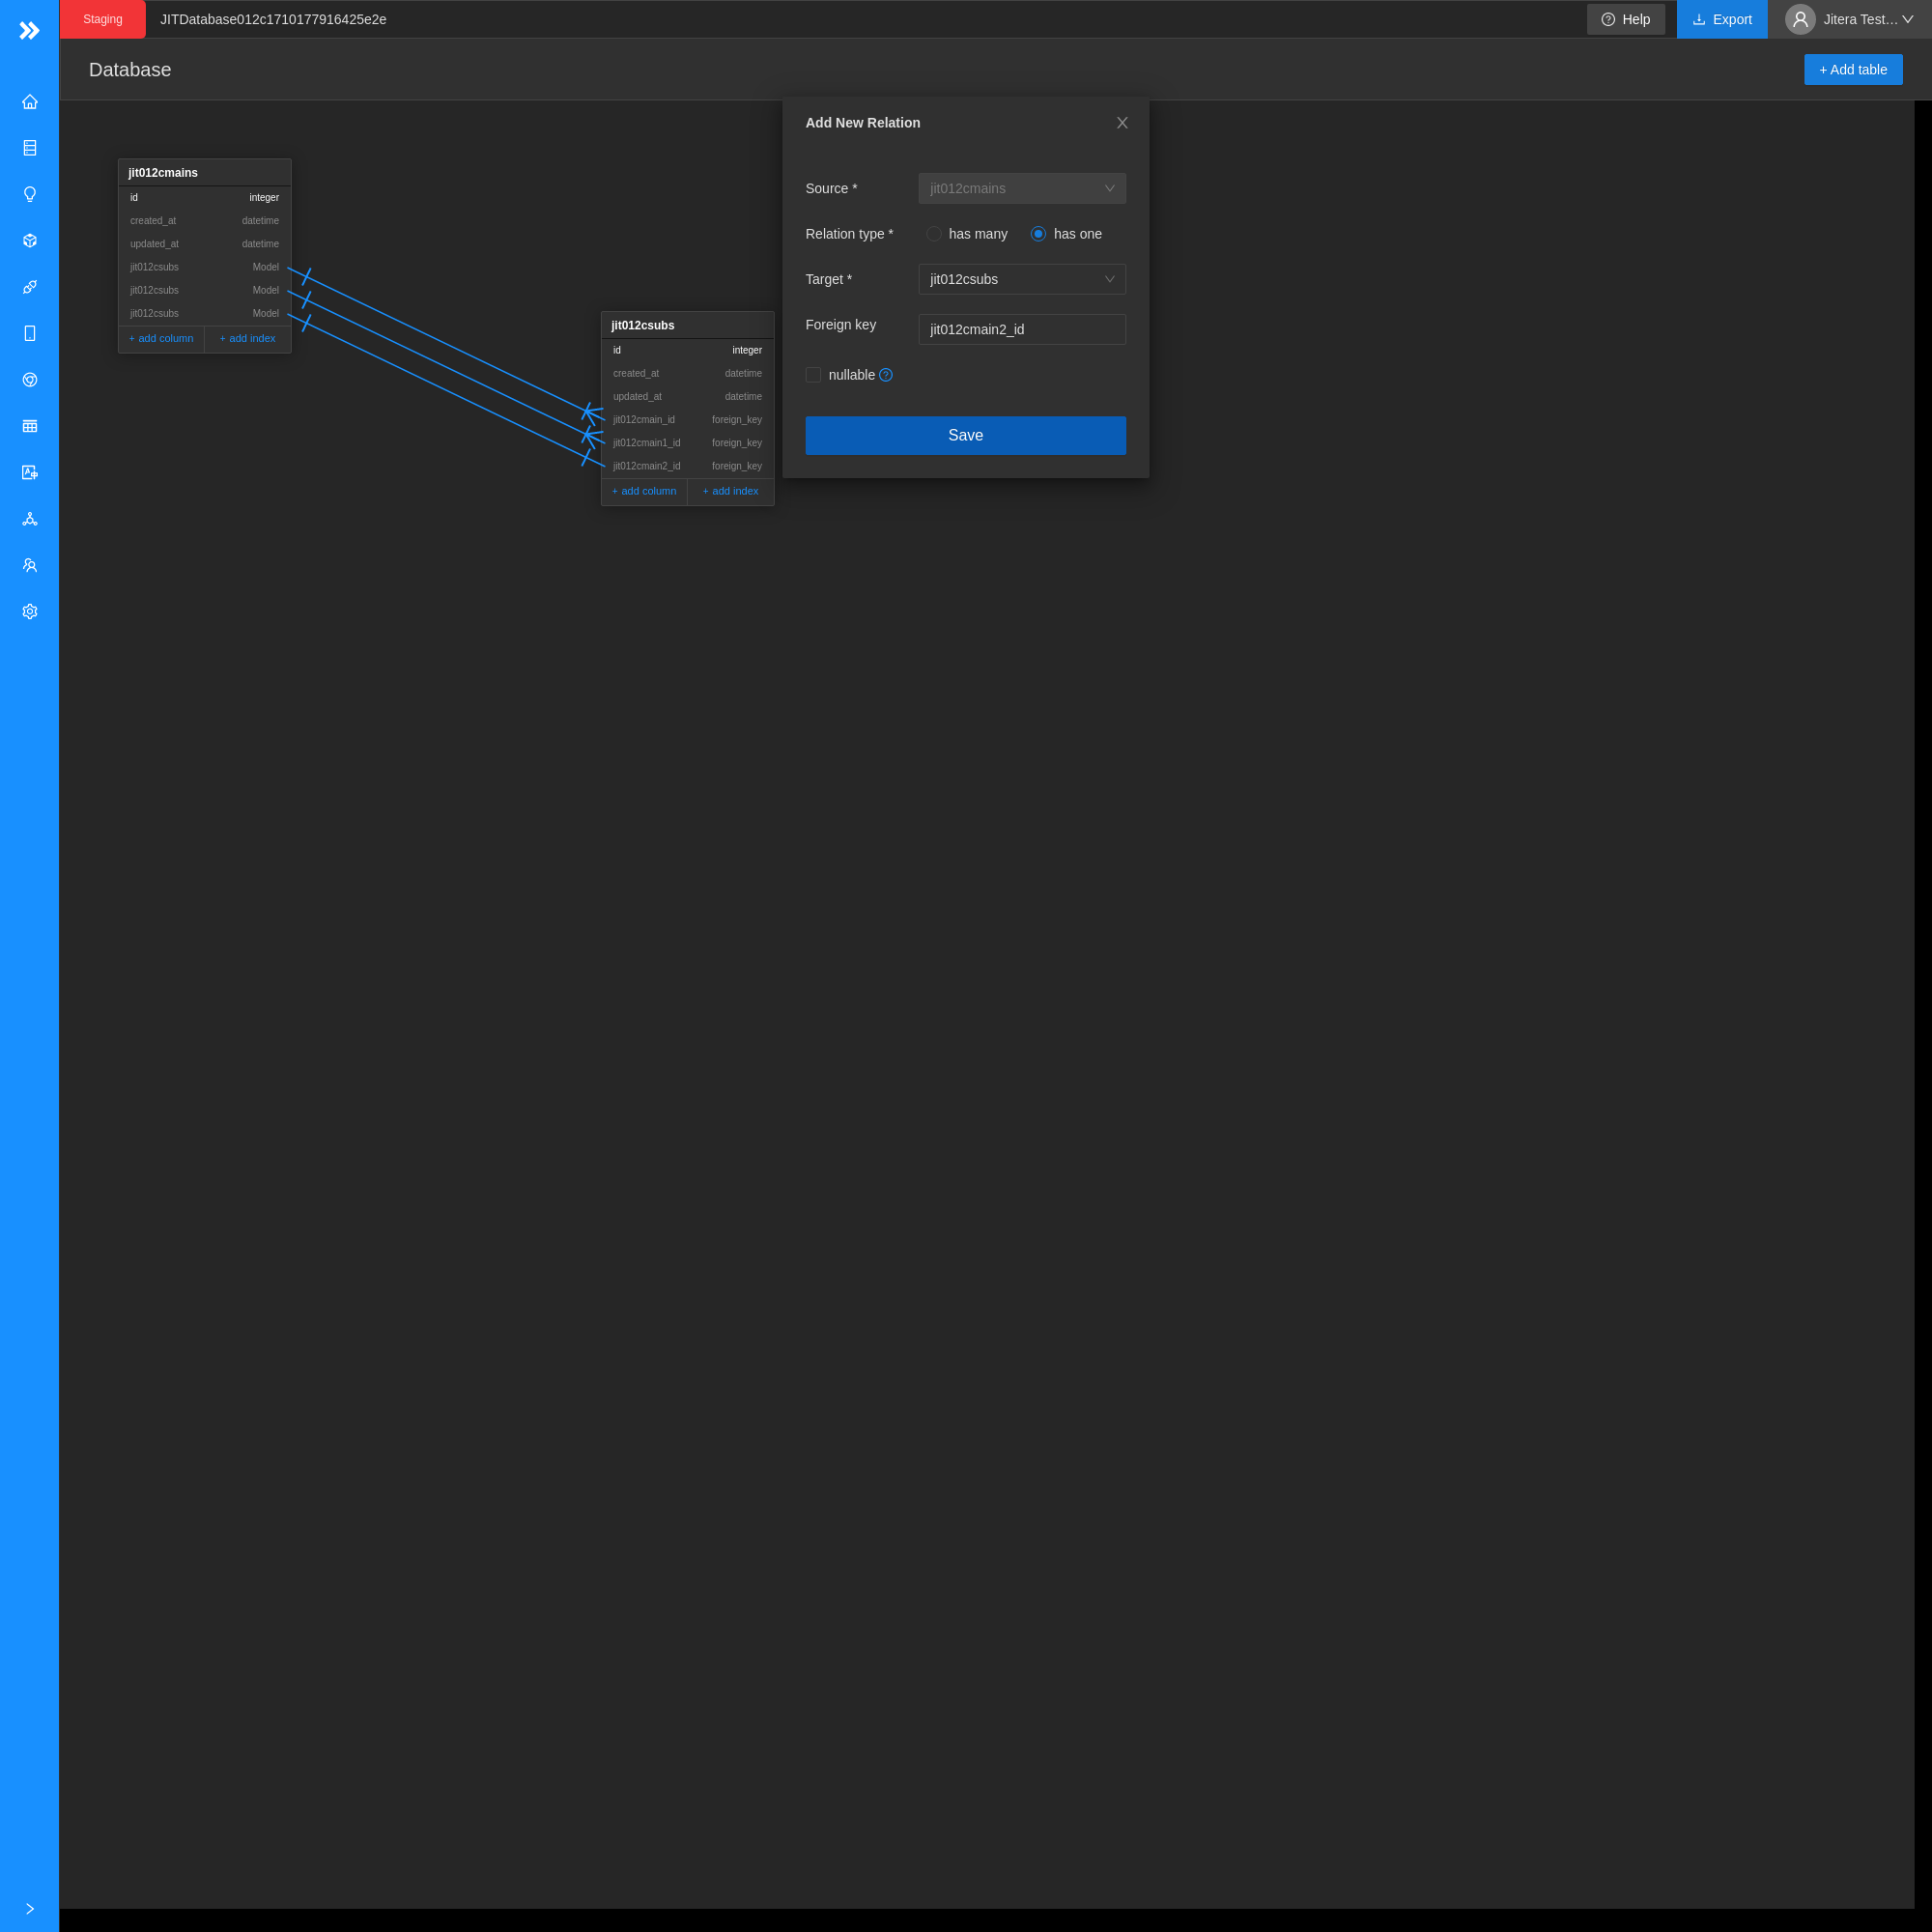 Staging
JITDatabase012c1710177916425e2e
Help
Export
Jitera Test…
Database
+ Add table
jit012cmains
id integer
created_at datetime
updated_at datetime
jit012csubs Model
jit012csubs Model
jit012csubs Model
+ add column + add index
jit012csubs
id integer
created_at datetime
updated_at datetime
jit012cmain_id foreign_key
jit012cmain1_id foreign_key
jit012cmain2_id foreign_key
+ add column + add index
Add New Relation
Source * jit012cmains
Relation type * has many has one
Target * jit012csubs
Foreign key jit012cmain2_id
nullable
Save